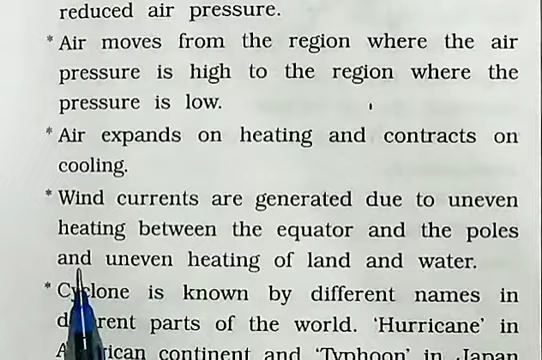 reduced air pressure.
* Air moves from the region where the air
pressure is high to the region where the
pressure is low.
* Air expands on heating and contracts on
cooling.
* Wind currents are generated due to uneven
heating between the equator and the poles
and uneven heating of land and water.
* Cyclone is known by different names in
parts of the world. 'Hurricane' in
continent and 'Typhoon' in Japan